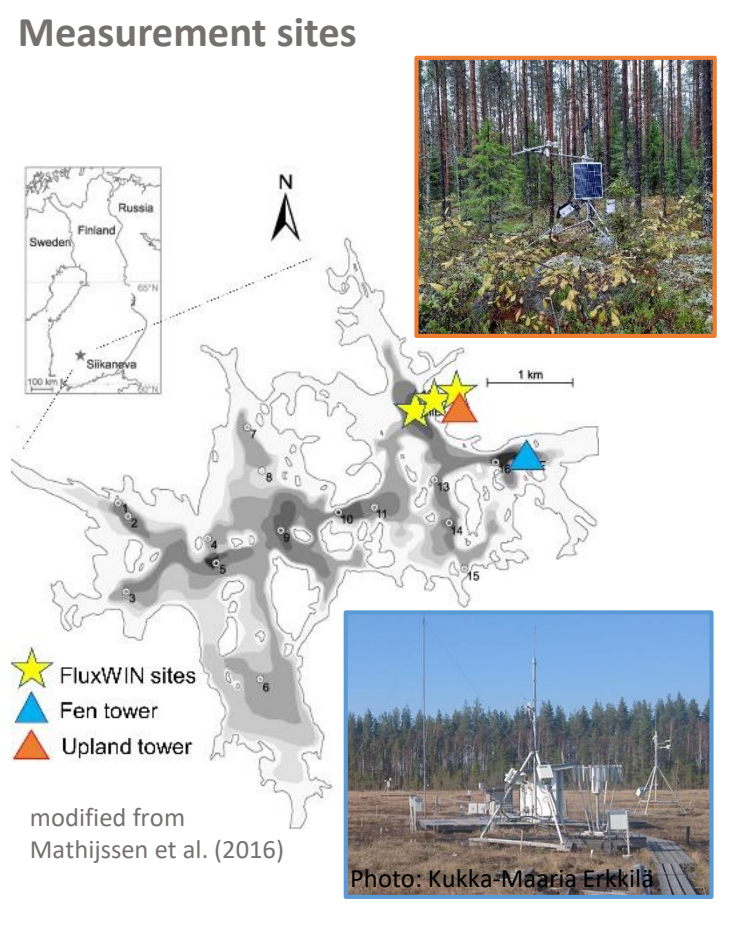 Measurement sites
N
Russia
Finland
Sweden
65°N
Siikaneva
100 km
60°N
1 km
7
8
1
2
4
5
3
9
10
11
13
14
15
16
6
FluxWIN sites
Fen tower
Upland tower
modified from
Mathijssen et al. (2016)
Photo: Kukka-Maaria Erkkilä